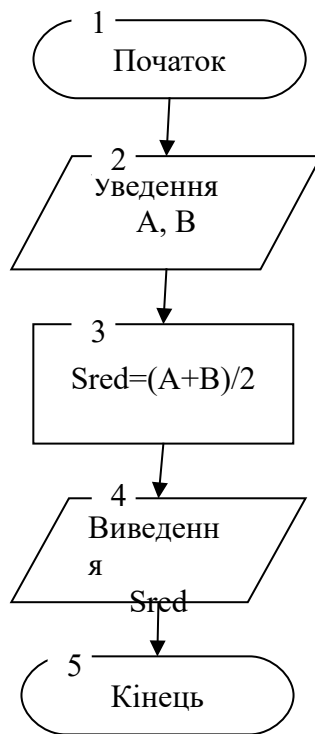 1
Початок
2
Уведення
A, B
3
Sred=(A+B)/2
4
Виведенн
я
Sred
5
Кінець